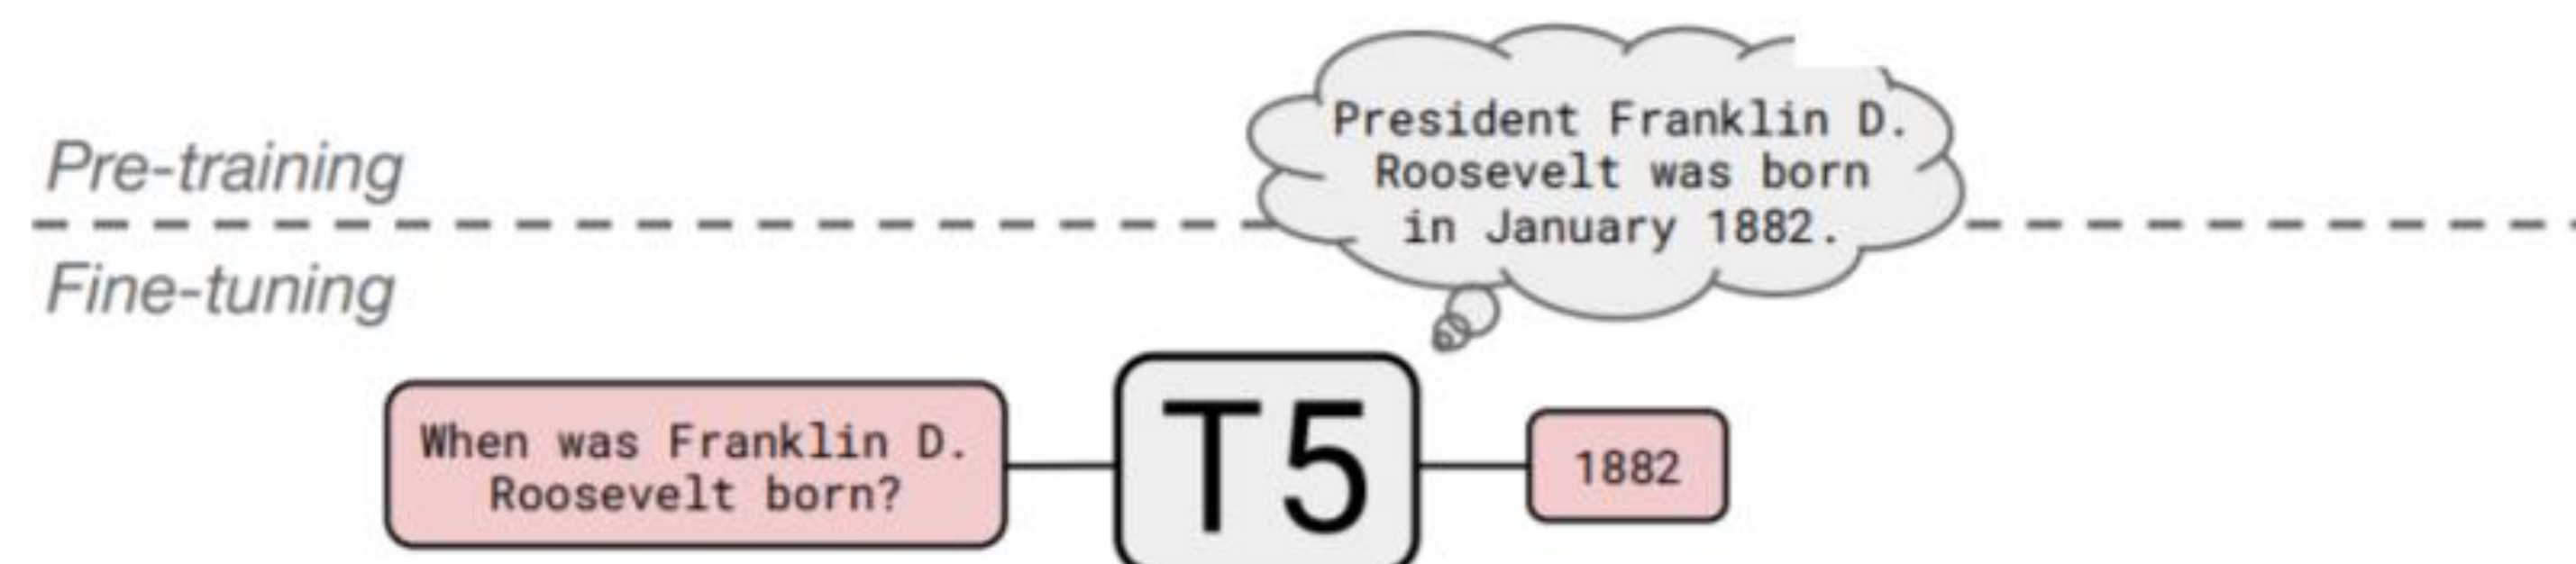 President Franklin D.
Roosevelt was born
in January 1882.
Pre-training
Fine-tuning
When was Franklin D.
Roosevelt born?
T5
1882